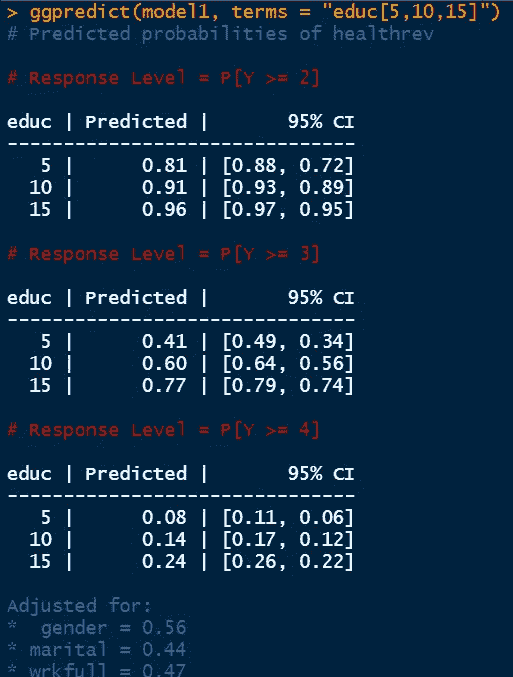 > ggpredict(model1, terms = "educ[5,10,15]")
# Predicted probabilities of healthrev
# Response Level = P[Y >= 2]
educ | Predicted |       95% CI
--------------------------------
   5 |      0.81 | [0.88, 0.72]
  10 |      0.91 | [0.93, 0.89]
  15 |      0.96 | [0.97, 0.95]
# Response Level = P[Y >= 3]
educ | Predicted |       95% CI
--------------------------------
   5 |      0.41 | [0.49, 0.34]
  10 |      0.60 | [0.64, 0.56]
  15 |      0.77 | [0.79, 0.74]
# Response Level = P[Y >= 4]
educ | Predicted |       95% CI
--------------------------------
   5 |      0.08 | [0.11, 0.06]
  10 |      0.14 | [0.17, 0.12]
  15 |      0.24 | [0.26, 0.22]
Adjusted for:
*  gender = 0.56
* marital = 0.44
* wrkfull = 0.47